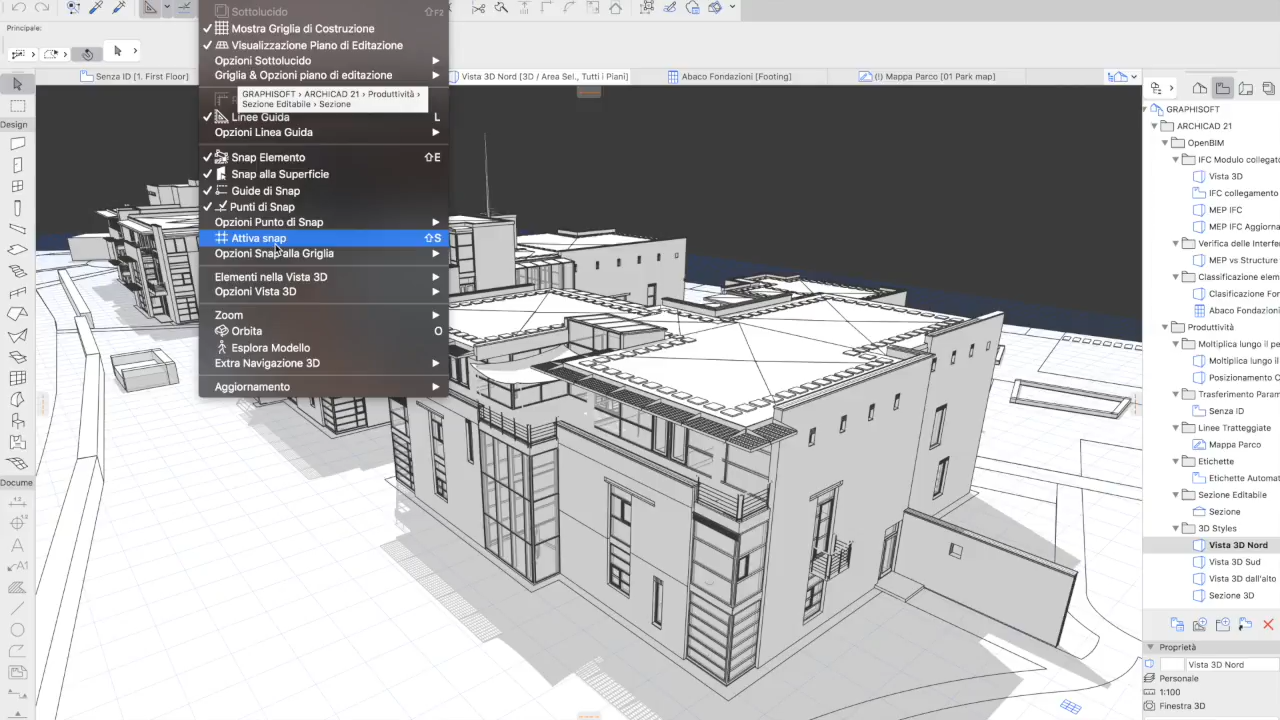 Sottolucido ⇧F2
Principale:
✓ Mostra Griglia di Costruzione
✓ Visualizzazione Piano di Editazione
Opzioni Sottolucido
Griglia & Opzioni piano di editazione
Senza ID [1. First Floor]
Vista 3D Nord [3D / Area Sel., Tutti i Piani]
Abaco Fondazioni [Footing]
(!) Mappa Parco [01 Park map]
GRAPHISOFT › ARCHICAD 21 › Produttività ›
Sezione Editabile › Sezione
✓ Linee Guida L
Opzioni Linea Guida
✓ Snap Elemento ⇧E
✓ Snap alla Superficie
✓ Guide di Snap
✓ Punti di Snap
Opzioni Punto di Snap
Attiva snap ⇧S
Opzioni Snap alla Griglia
Elementi nella Vista 3D
Opzioni Vista 3D
Zoom
Orbita O
Esplora Modello
Extra Navigazione 3D
Aggiornamento
Design
Docume
GRAPHISOFT
ARCHICAD 21
OpenBIM
IFC Modulo collegato
Vista 3D
IFC collegamento
MEP IFC
MEP IFC Aggiorna
Verifica delle Interfe
MEP vs Structure
Classificazione elem
Clasificazione For
Abaco Fondazioni
Produttività
Moltiplica lungo il pe
Moltiplica lungo il
Posizionamento C
Trasferimento Param
Senza ID
Linee Tratteggiate
Mappa Parco
Etichette
Etichette Automat
Sezione Editabile
Sezione
3D Styles
Vista 3D Nord
Vista 3D Sud
Vista 3D dall'alto
Sezione 3D
Proprietà
Vista 3D Nord
Personale
1:100
Finestra 3D